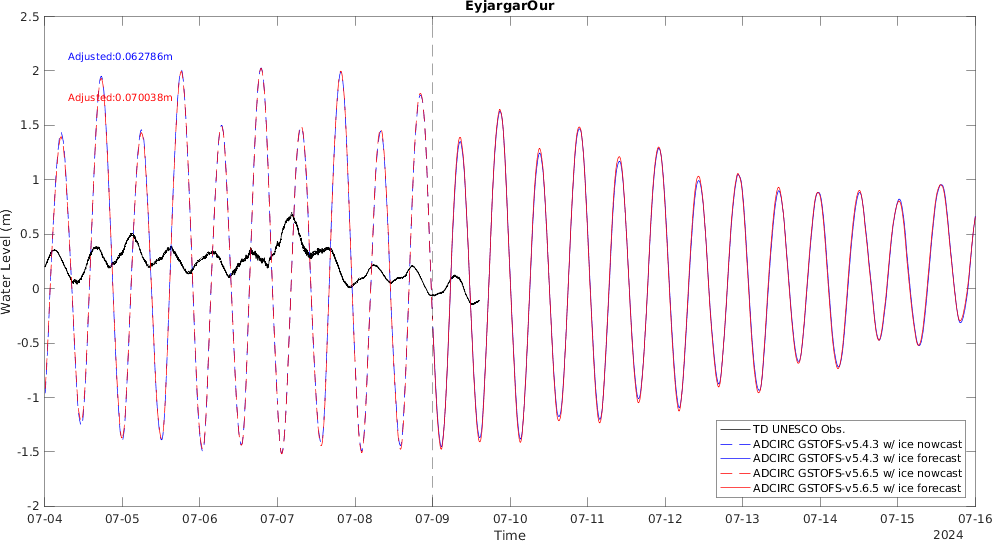 EyjargarOur
2.5
2
1.5
1
0.5
0
-0.5
-1
-1.5
-2
Water Level (m)
Adjusted:0.062786m
Adjusted:0.070038m
TD UNESCO Obs.
ADCIRC GSTOFS-v5.4.3 w/ ice nowcast
ADCIRC GSTOFS-v5.4.3 w/ ice forecast
ADCIRC GSTOFS-v5.6.5 w/ ice nowcast
ADCIRC GSTOFS-v5.6.5 w/ ice forecast
07-04 07-05 07-06 07-07 07-08 07-09 07-10 07-11 07-12 07-13 07-14 07-15 07-16
Time
2024